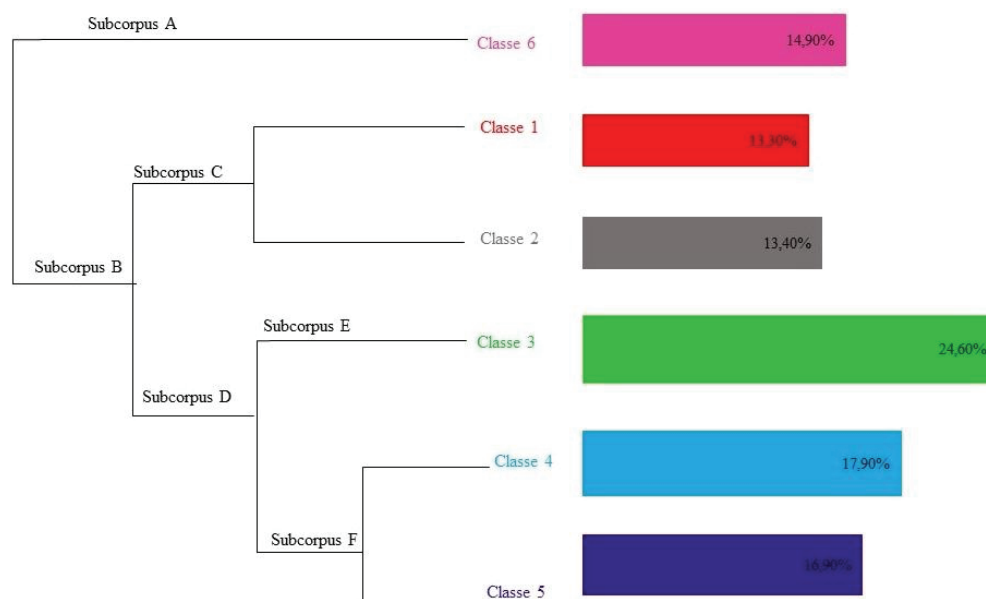 Subcorpus A
Classe 6
14,90%
Classe 1
13,30%
Subcorpus C
Classe 2
13,40%
Subcorpus B
Subcorpus E
Classe 3
24,60%
Subcorpus D
Classe 4
17,90%
Subcorpus F
Classe 5
16,90%